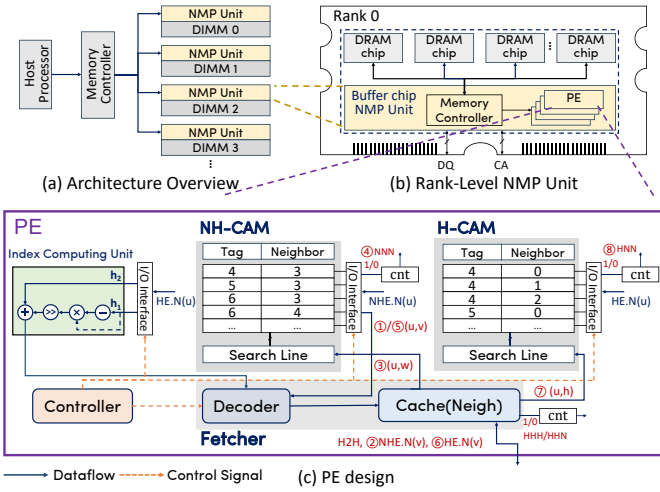 Host
Processor
Memory
Controller
NMP Unit
DIMM 0
NMP Unit
DIMM 1
NMP Unit
DIMM 2
NMP Unit
DIMM 3
...
(a) Architecture Overview
Rank 0
DRAM
chip
DRAM
chip
DRAM
chip
...
DRAM
chip
Buffer chip
NMP Unit
Memory
Controller
PE
DQ
CA
(b) Rank-Level NMP Unit
PE
Index Computing Unit
h₂
h₁
+
>>
×
−
I/O Interface
HE.N(u)
NH-CAM
Tag Neighbor
4 3
5 3
6 3
6 4
... ...
Search Line
I/O Interface
④NNN
1/0
cnt
NHE.N(u)
①/⑤(u,v)
③(u,w)
H-CAM
Tag Neighbor
4 0
4 1
4 2
5 0
... ...
Search Line
I/O Interface
⑧HNN
1/0
cnt
HE.N(u)
⑦(u,h)
Controller
Decoder
Cache(Neigh)
Fetcher
1/0
cnt
HHH/HHN
H2H, ②NHE.N(v), ⑥HE.N(v)
Dataflow
Control Signal
(c) PE design